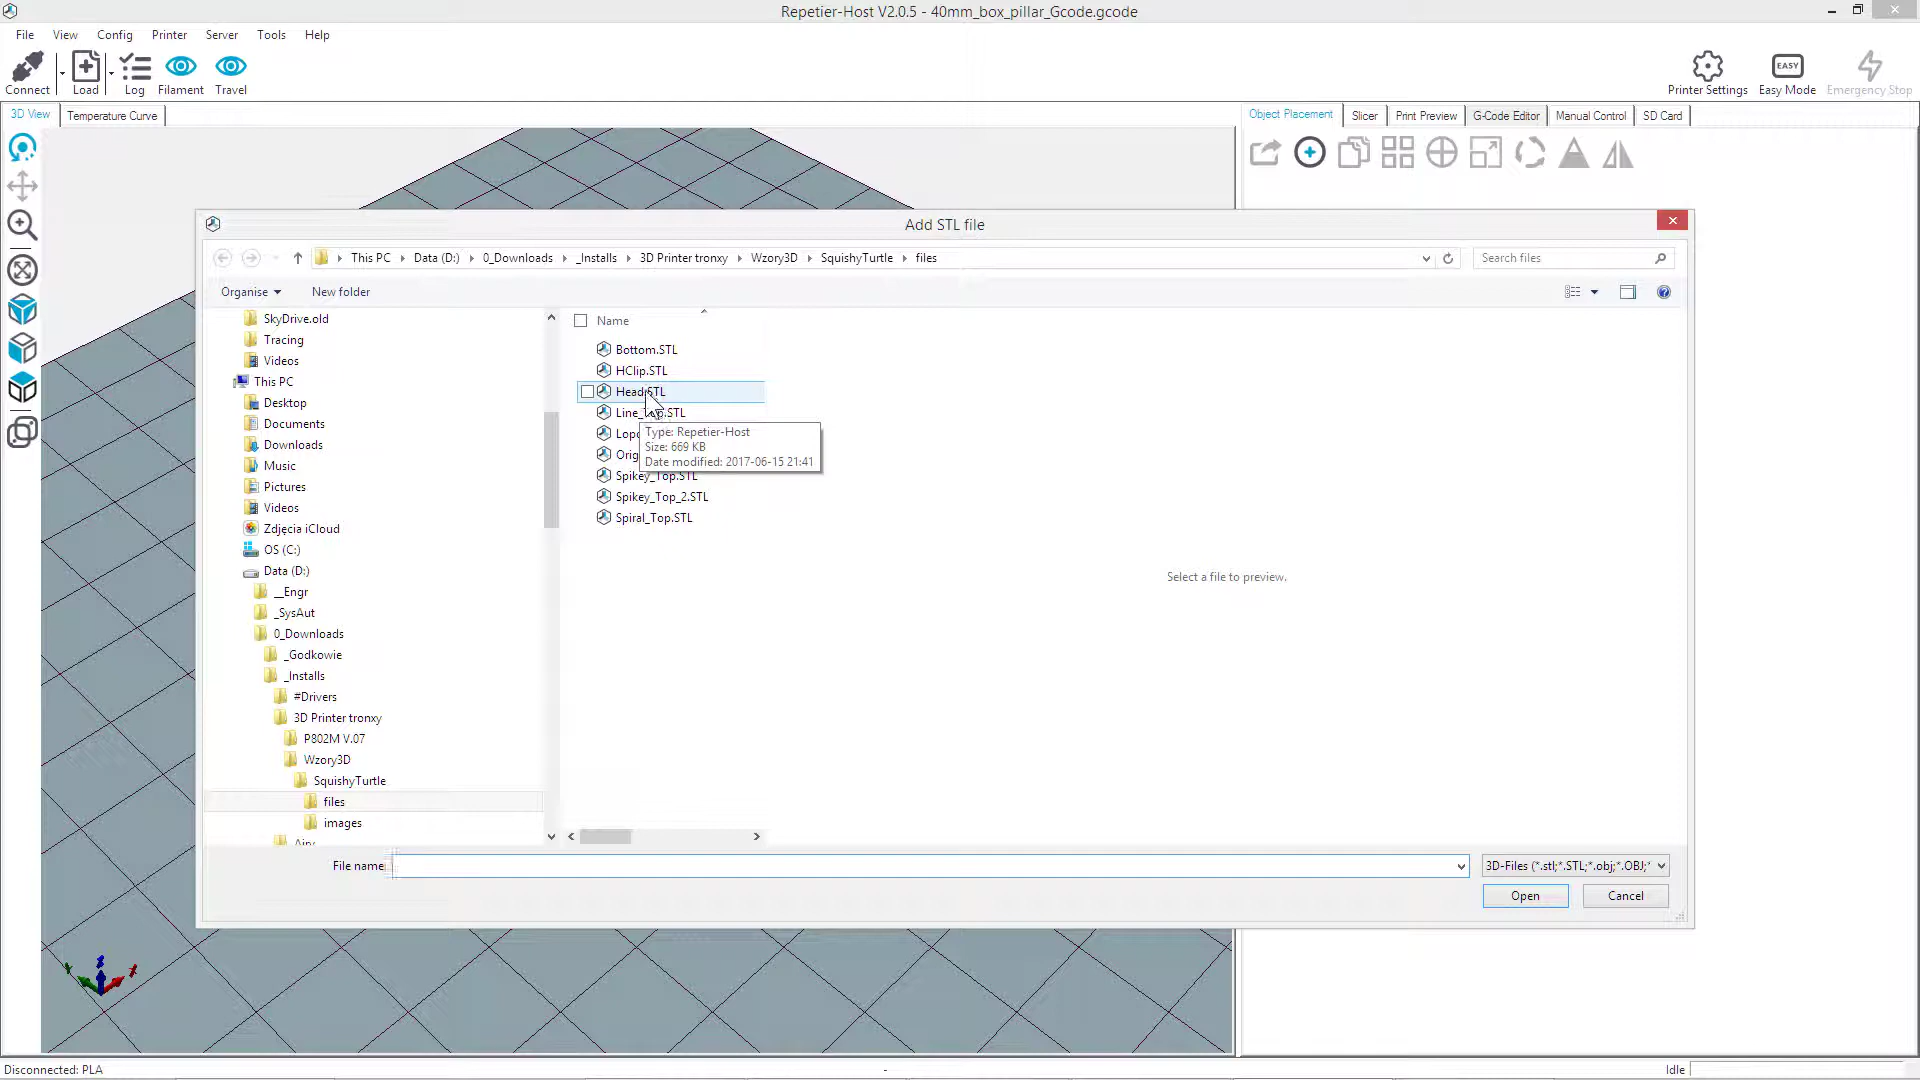 Repetier-Host V2.0.5 - 40mm_box_pillar_Gcode.gcode
File View Config Printer Server Tools Help
Connect Load Log Filament Travel Printer Settings EASY Easy Mode Emergency Stop
3D View Temperature Curve Object Placement Slicer Print Preview G-Code Editor Manual Control SD Card
Add STL file
This PC Data (D:) 0_Downloads _Installs 3D Printer tronxy Wzory3D SquishyTurtle files Search files
Organise New folder
SkyDrive.old
Tracing
Videos
This PC
Desktop
Documents
Downloads
Music
Pictures
Videos
Zdjęcia iCloud
OS (C:)
Data (D:)
__Engr
_SysAut
0_Downloads
_Godkowie
_Installs
#Drivers
3D Printer tronxy
P802M V.07
Wzory3D
SquishyTurtle
files
images
Name
Bottom.STL
HClip.STL
Head.STL
.STL
Type: Repetier-Host
Size: 669 KB
Date modified: 2017-06-15 21:41
Spikey_Top.STL
Spikey_Top_2.STL
Spiral_Top.STL
Select a file to preview.
File name 3D-Files (*.stl;*.STL;*.obj;*.OBJ;*
Open Cancel
Disconnected: PLA - Idle